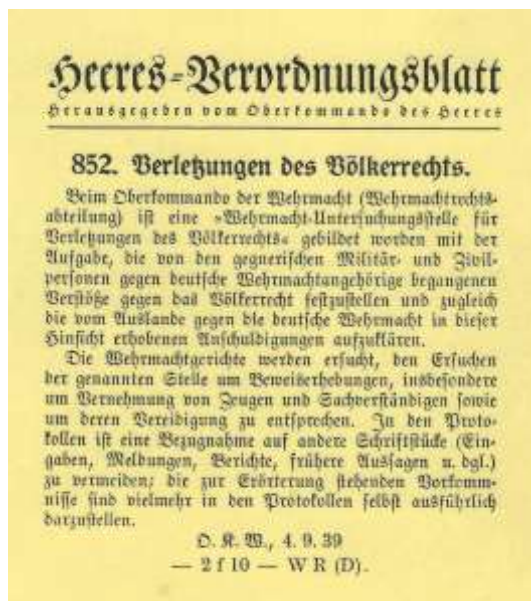 Heeres-Verordnungsblatt
Herausgegeben vom Oberkommando des Heeres
852. Verletzungen des Völkerrechts.
Beim Oberkommando der Wehrmacht (Wehrmachtrechts-
abteilung) ist eine »Wehrmacht-Untersuchungsstelle für
Verletzungen des Völkerrechts« gebildet worden mit der
Aufgabe, die von den gegnerischen Militär- und Zivil-
personen gegen deutsche Wehrmachtangehörige begangenen
Verstöße gegen das Völkerrecht festzustellen und zugleich
die vom Auslande gegen die deutsche Wehrmacht in dieser
Hinsicht erhobenen Anschuldigungen aufzuklären.
Die Wehrmachtgerichte werden ersucht, den Ersuchen
der genannten Stelle um Beweiserhebungen, insbesondere
um Vernehmung von Zeugen und Sachverständigen sowie
um deren Vereidigung zu entsprechen. In den Proto-
kollen ist eine Bezugnahme auf andere Schriftstücke (Ein-
gaben, Meldungen, Berichte, frühere Aussagen u. dgl.)
zu vermeiden; die zur Erörterung stehenden Vorkomm-
nisse sind vielmehr in den Protokollen selbst ausführlich
darzustellen.
O. K. W., 4. 9. 39
— 2 f 10 — W R (D).